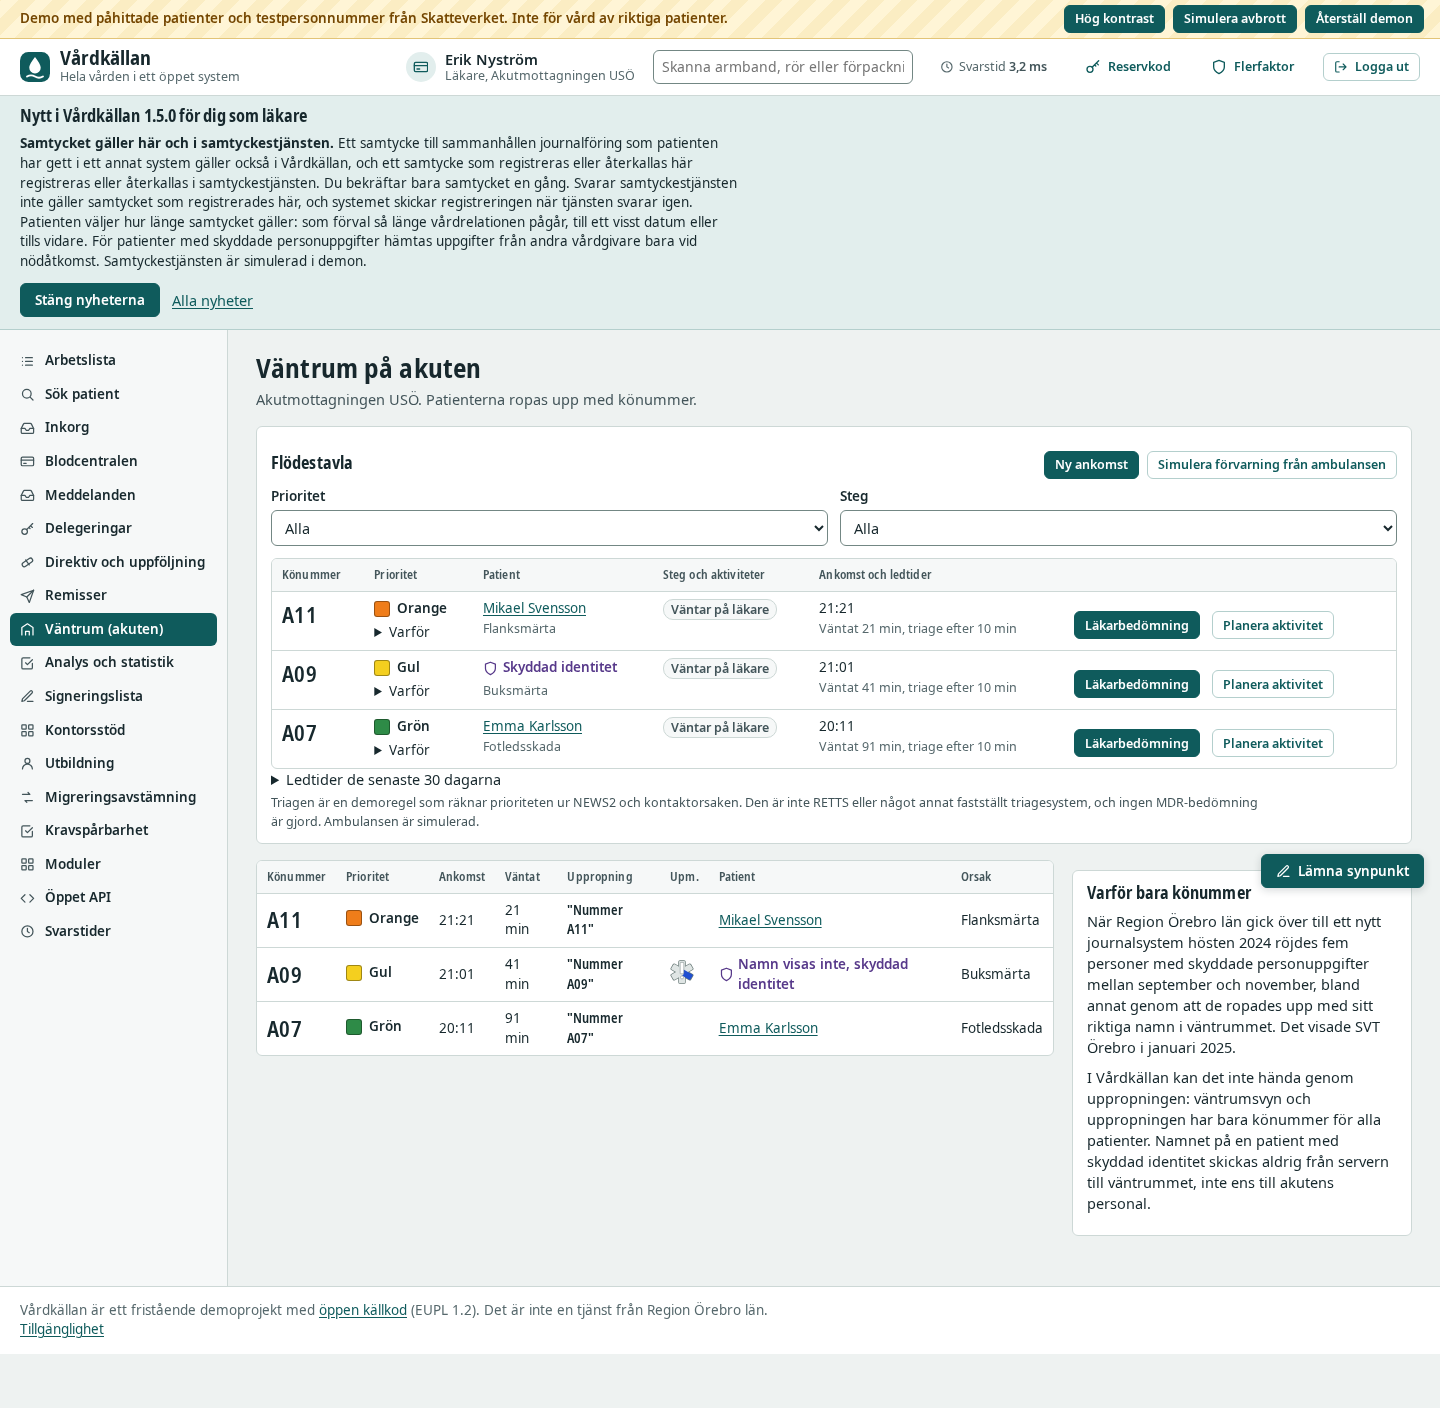 Demo med påhittade patienter och testpersonnummer från Skatteverket. Inte för vård av riktiga patienter.
Hög kontrast
Simulera avbrott
Återställ demon
Vårdkällan
Hela vården i ett öppet system
Erik Nyström
Läkare, Akutmottagningen USÖ
Skanna armband, rör eller förpackni
Svarstid 3,2 ms
Reservkod
Flerfaktor
Logga ut
Nytt i Vårdkällan 1.5.0 för dig som läkare
Samtycket gäller här och i samtyckestjänsten. Ett samtycke till sammanhållen journalföring som patienten
har gett i ett annat system gäller också i Vårdkällan, och ett samtycke som registreras eller återkallas här
registreras eller återkallas i samtyckestjänsten. Du bekräftar bara samtycket en gång. Svarar samtyckestjänsten
inte gäller samtycket som registrerades här, och systemet skickar registreringen när tjänsten svarar igen.
Patienten väljer hur länge samtycket gäller: som förval så länge vårdrelationen pågår, till ett visst datum eller
tills vidare. För patienter med skyddade personuppgifter hämtas uppgifter från andra vårdgivare bara vid
nödåtkomst. Samtyckestjänsten är simulerad i demon.
Stäng nyheterna
Alla nyheter
Arbetslista
Sök patient
Inkorg
Blodcentralen
Meddelanden
Delegeringar
Direktiv och uppföljning
Remisser
Väntrum (akuten)
Analys och statistik
Signeringslista
Kontorsstöd
Utbildning
Migreringsavstämning
Kravspårbarhet
Moduler
Öppet API
Svarstider
Väntrum på akuten
Akutmottagningen USÖ. Patienterna ropas upp med könummer.
Flödestavla
Ny ankomst
Simulera förvarning från ambulansen
Prioritet
Steg
Alla
Alla
Könummer Prioritet Patient Steg och aktiviteter Ankomst och ledtider
A11 Orange Mikael Svensson Väntar på läkare 21:21
Varför Flanksmärta Väntat 21 min, triage efter 10 min Läkarbedömning Planera aktivitet
A09 Gul Skyddad identitet Väntar på läkare 21:01
Varför Buksmärta Väntat 41 min, triage efter 10 min Läkarbedömning Planera aktivitet
A07 Grön Emma Karlsson Väntar på läkare 20:11
Varför Fotledsskada Väntat 91 min, triage efter 10 min Läkarbedömning Planera aktivitet
Ledtider de senaste 30 dagarna
Triagen är en demoregel som räknar prioriteten ur NEWS2 och kontaktorsaken. Den är inte RETTS eller något annat fastställt triagesystem, och ingen MDR-bedömning
är gjord. Ambulansen är simulerad.
Könummer Prioritet Ankomst Väntat Uppropning Upm. Patient Orsak
A11 Orange 21:21 21 min "Nummer A11" Mikael Svensson Flanksmärta
A09 Gul 21:01 41 min "Nummer A09" Namn visas inte, skyddad identitet Buksmärta
A07 Grön 20:11 91 min "Nummer A07" Emma Karlsson Fotledsskada
Lämna synpunkt
Varför bara könummer
När Region Örebro län gick över till ett nytt
journalsystem hösten 2024 röjdes fem
personer med skyddade personuppgifter
mellan september och november, bland
annat genom att de ropades upp med sitt
riktiga namn i väntrummet. Det visade SVT
Örebro i januari 2025.
I Vårdkällan kan det inte hända genom
uppropningen: väntrumsvyn och
uppropningen har bara könummer för alla
patienter. Namnet på en patient med
skyddad identitet skickas aldrig från servern
till väntrummet, inte ens till akutens
personal.
Vårdkällan är ett fristående demoprojekt med öppen källkod (EUPL 1.2). Det är inte en tjänst från Region Örebro län.
Tillgänglighet